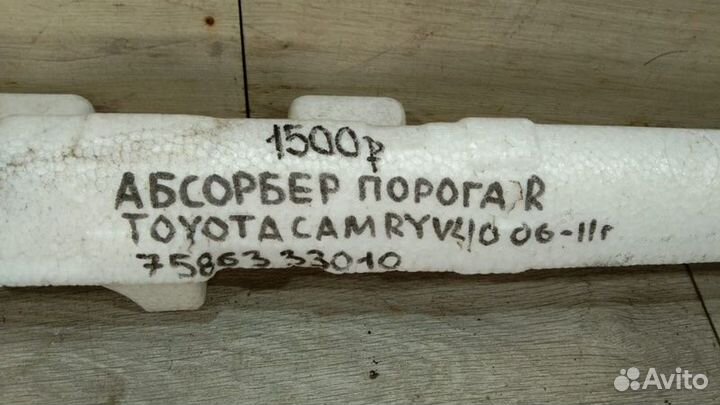 1500р
АБСОРБЕР ПОРОГА R
TOYOTA CAMRY V40 06-11г
7586333010
Avito